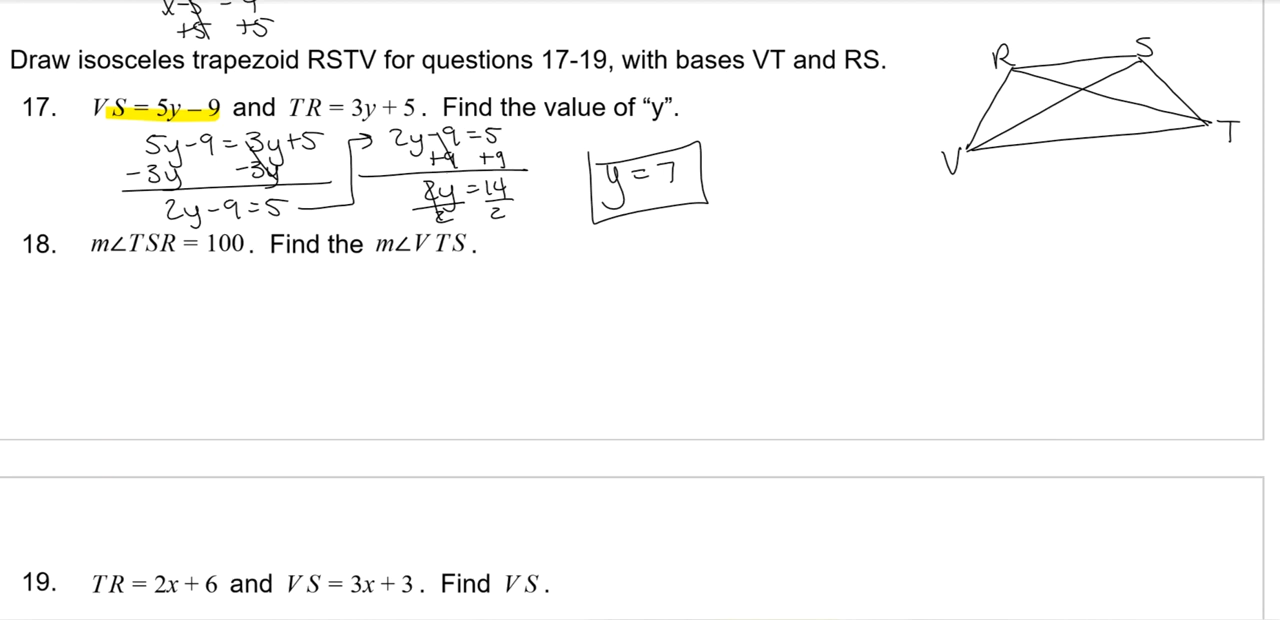 x-5 = 9
+5 +5
Draw isosceles trapezoid RSTV for questions 17-19, with bases VT and RS.
R S
T
V
17. VS = 5y – 9 and TR = 3y + 5. Find the value of “y”.
5y-9=3y+5 → 2y-9=5
-3y -3y +9 +9
2y-9=5 2y/2 = 14/2
y = 7
18. m∠TSR = 100. Find the m∠VTS.
19. TR = 2x + 6 and VS = 3x + 3. Find VS.